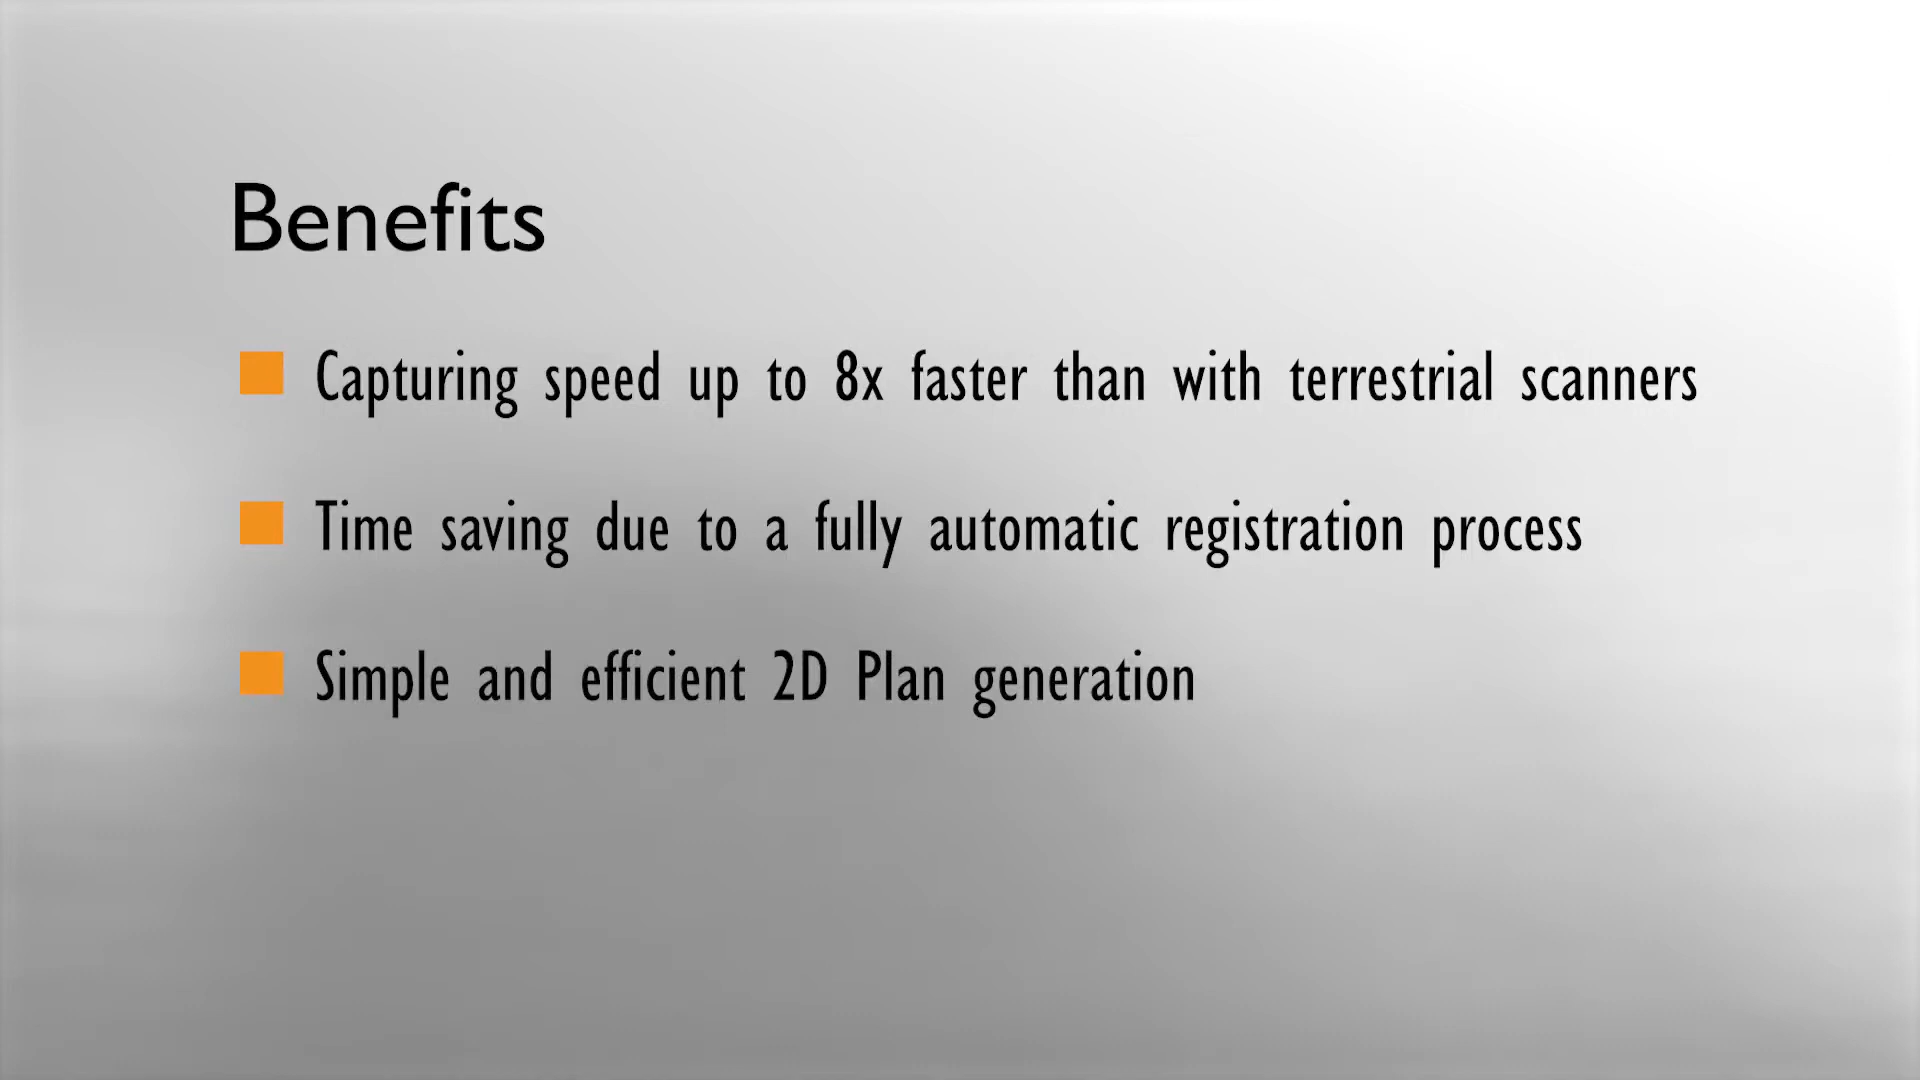 Benefits
Capturing speed up to 8x faster than with terrestrial scanners
Time saving due to a fully automatic registration process
Simple and efficient 2D Plan generation